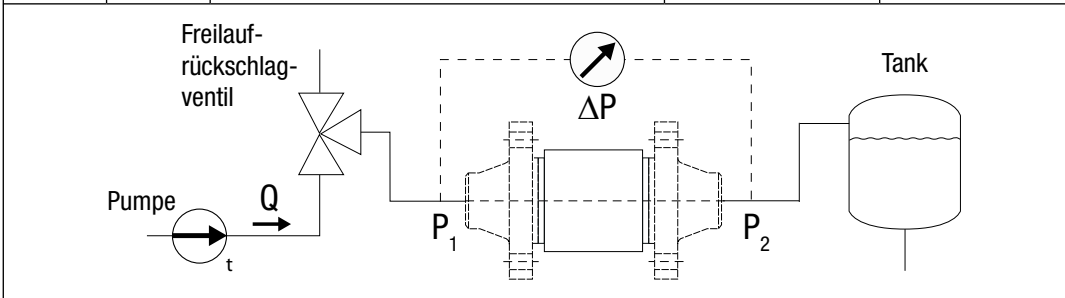 Freilauf-
rückschlag-
ventil
ΔP
Tank
Pumpe
Q
t
P1
P2